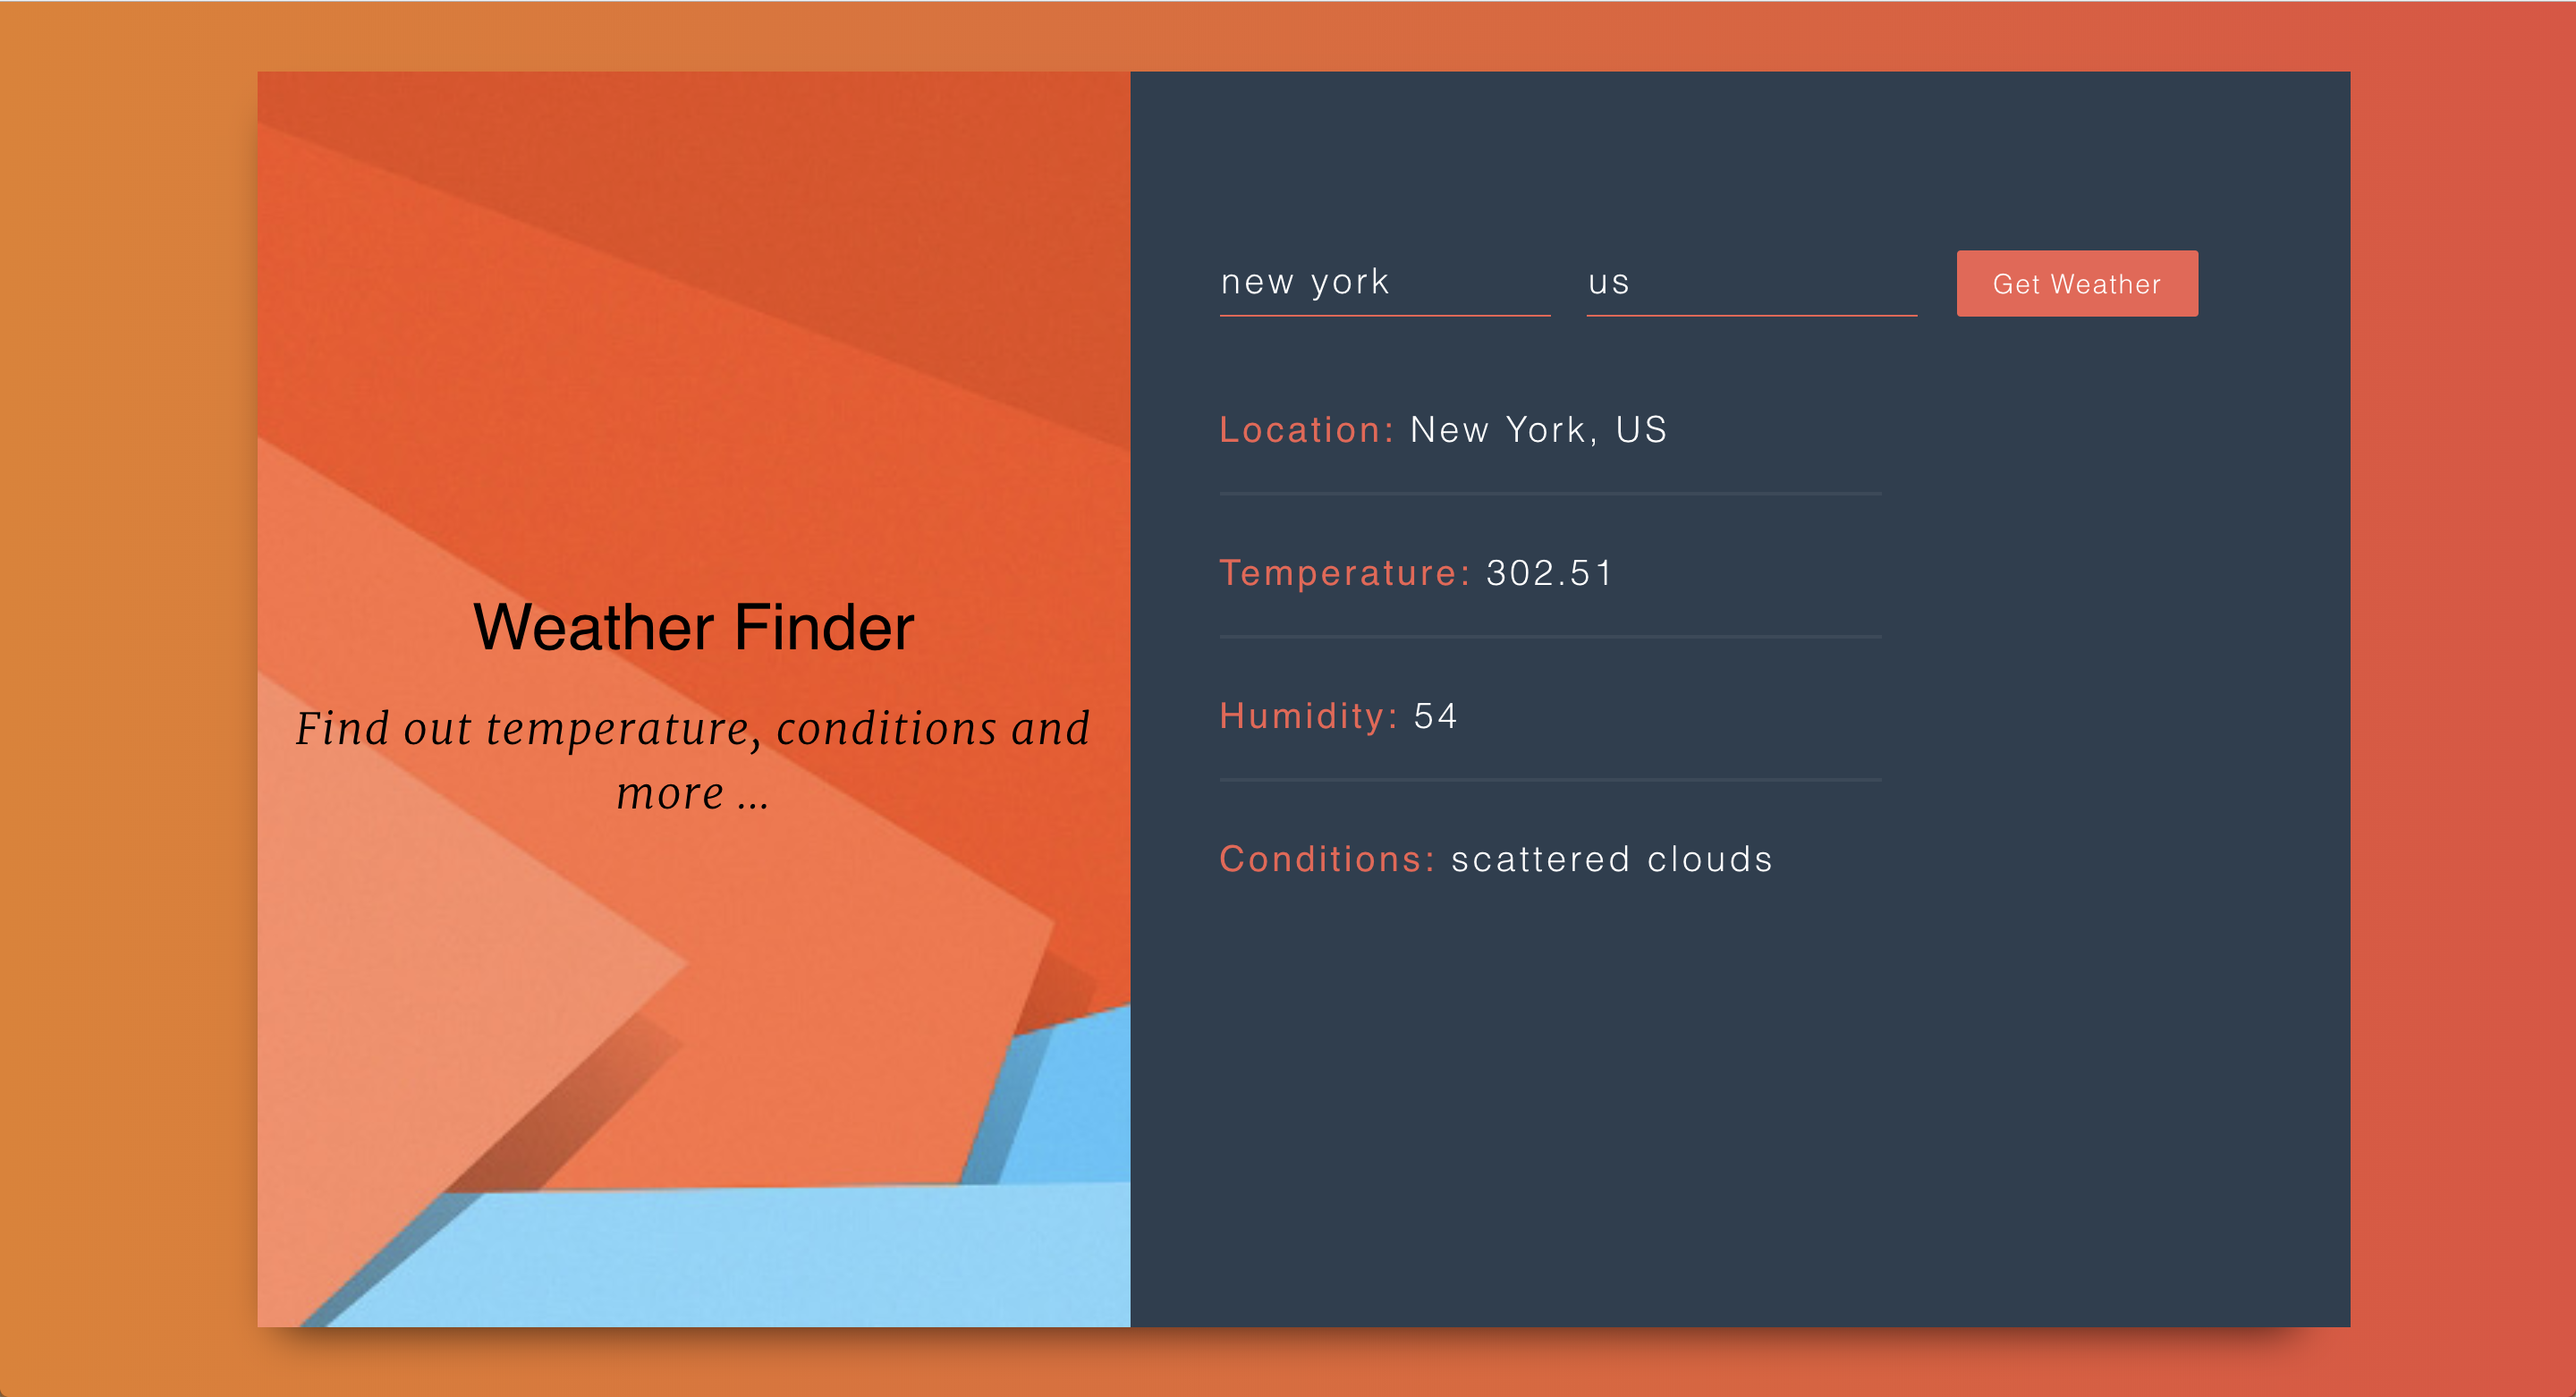 Weather Finder
Find out temperature, conditions and
more ...
new york
us
Get Weather
Location: New York, US
Temperature: 302.51
Humidity: 54
Conditions: scattered clouds